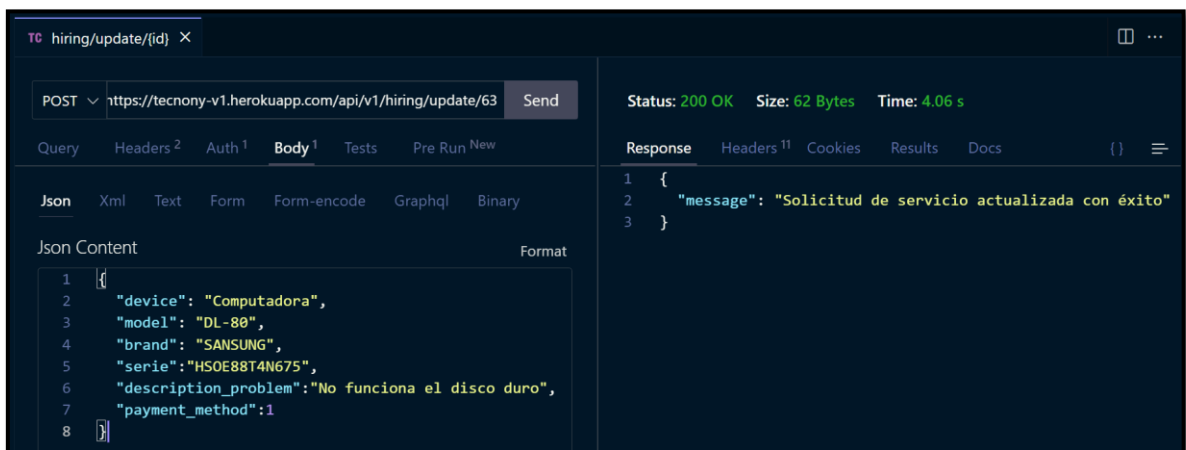 TC hiring/update/{id} ×
POST https://tecnony-v1.herokuapp.com/api/v1/hiring/update/63 Send
Query Headers 2 Auth 1 Body 1 Tests Pre Run New
Json Xml Text Form Form-encode Graphql Binary
Json Content Format
1 {
2 "device": "Computadora",
3 "model": "DL-80",
4 "brand": "SANSUNG",
5 "serie":"HSOE88T4N675",
6 "description_problem":"No funciona el disco duro",
7 "payment_method":1
8 }
Status: 200 OK Size: 62 Bytes Time: 4.06 s
Response Headers 11 Cookies Results Docs { }
1 {
2 "message": "Solicitud de servicio actualizada con éxito"
3 }